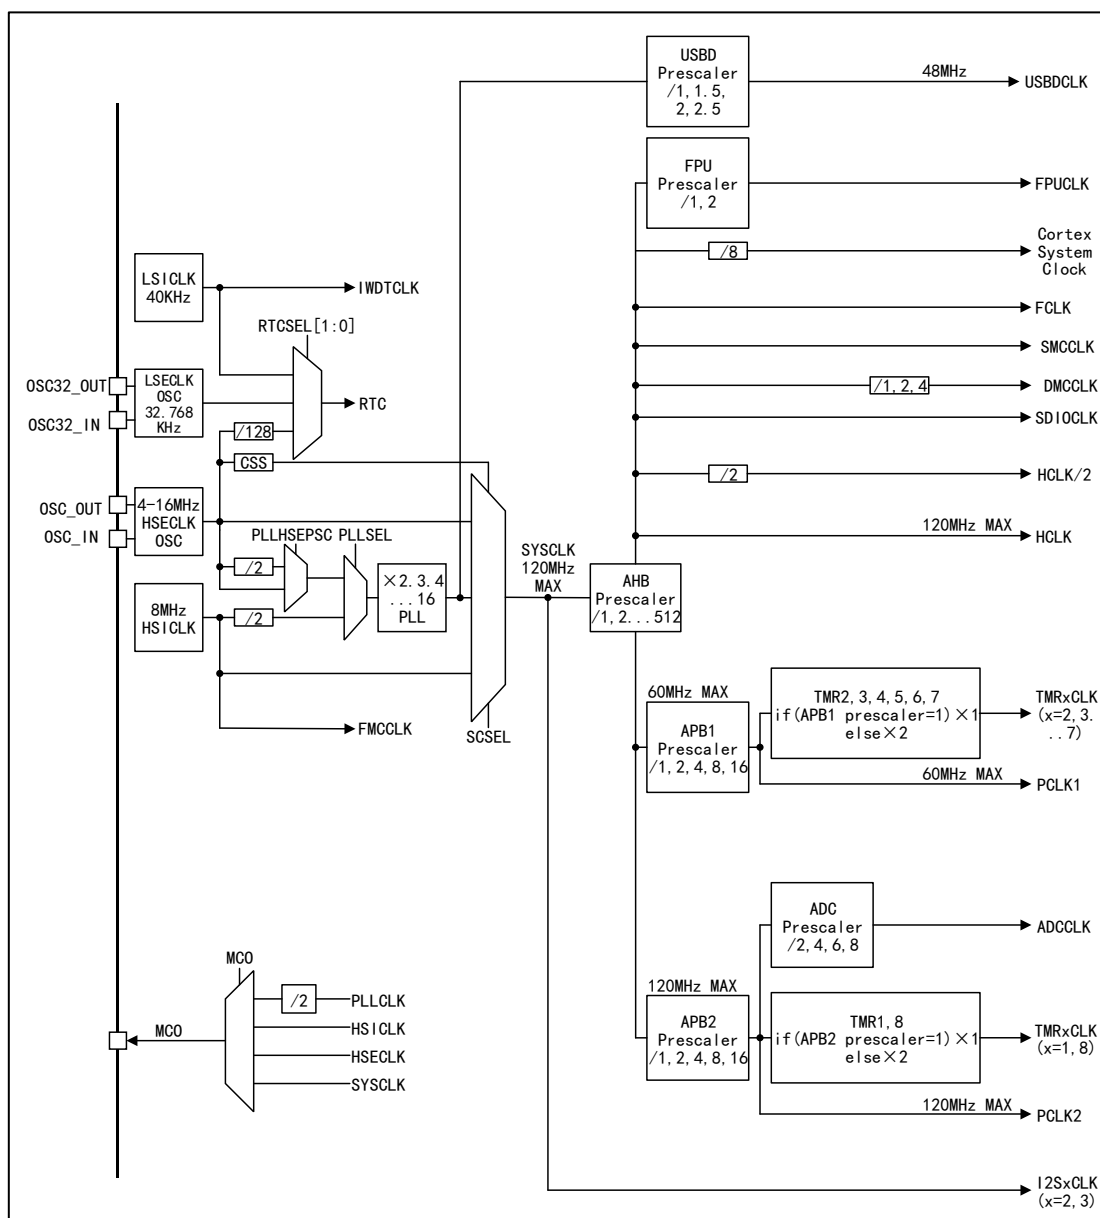 USBD
Prescaler
/1, 1.5,
2, 2.5
48MHz
USBDCLK
FPU
Prescaler
/1, 2
FPUCLK
/8
Cortex
System
Clock
LSICLK
40KHz
IWDTCLK
FCLK
RTCSEL[1:0]
SMCCLK
OSC32_OUT
OSC32_IN
LSECLK
OSC
32.768
KHz
RTC
/1, 2, 4
DMCCLK
SDIOCLK
/128
CSS
/2
HCLK/2
OSC_OUT
OSC_IN
4-16MHz
HSECLK
OSC
120MHz MAX
HCLK
PLLHSEPSC
PLLSEL
/2
×2. 3. 4
...16
PLL
SYSCLK
120MHz
MAX
AHB
Prescaler
/1, 2...512
8MHz
HSICLK
/2
FMCCLK
SCSEL
60MHz MAX
APB1
Prescaler
/1, 2, 4, 8, 16
TMR2, 3, 4, 5, 6, 7
if(APB1 prescaler=1)×1
else×2
TMRxCLK
(x=2, 3.
..7)
60MHz MAX
PCLK1
ADC
Prescaler
/2, 4, 6, 8
ADCCLK
MCO
/2
PLLCLK
HSICLK
HSECLK
SYSCLK
MCO
120MHz MAX
APB2
Prescaler
/1, 2, 4, 8, 16
TMR1, 8
if(APB2 prescaler=1)×1
else×2
TMRxCLK
(x=1, 8)
120MHz MAX
PCLK2
I2SxCLK
(x=2, 3)